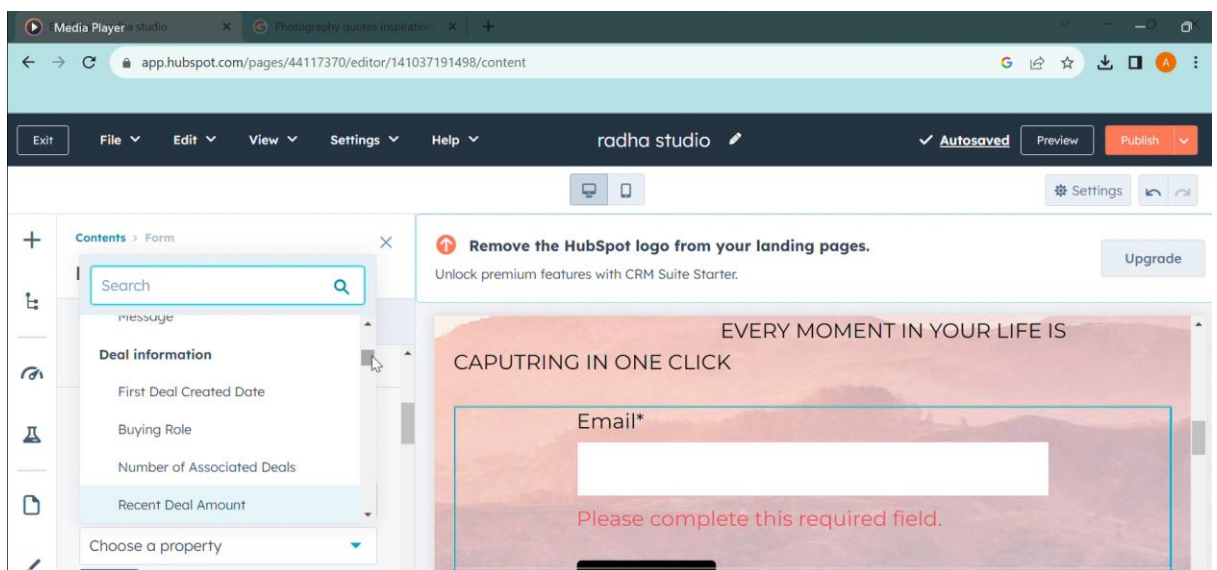 Media Player a studio
Photography quotes inspiration
app.hubspot.com/pages/44117370/editor/141037191498/content
G
A
Exit
File
Edit
View
Settings
Help
radha studio
Autosaved
Preview
Publish
Settings
Contents > Form
Remove the HubSpot logo from your landing pages.
Unlock premium features with CRM Suite Starter.
Upgrade
Search
Message
Deal information
First Deal Created Date
Buying Role
Number of Associated Deals
Recent Deal Amount
Choose a property
EVERY MOMENT IN YOUR LIFE IS
CAPUTRING IN ONE CLICK
Email*
Please complete this required field.